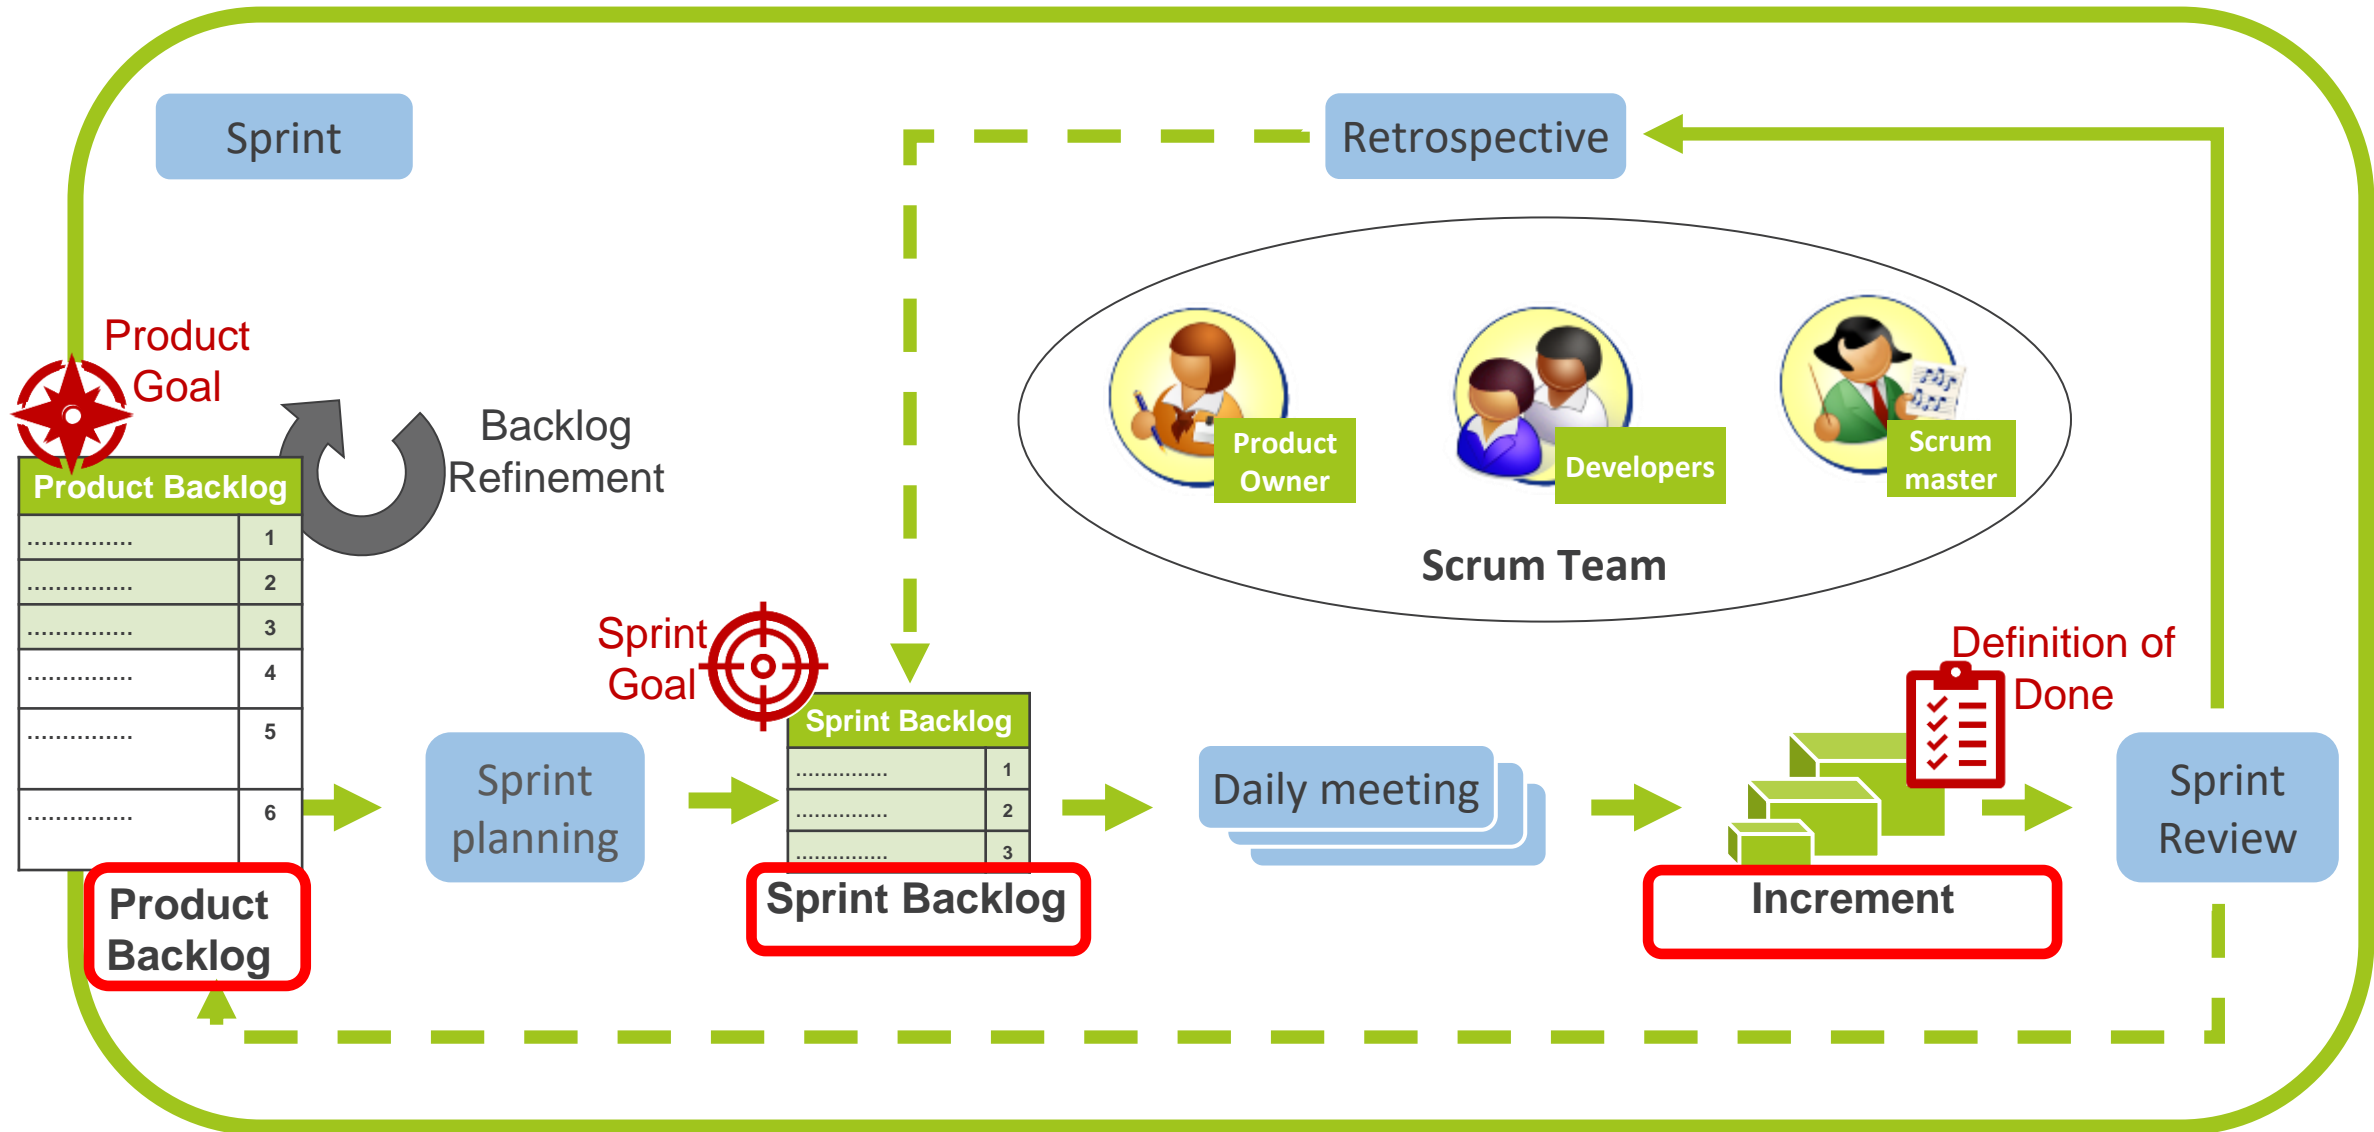 Sprint
Retrospective
Product
Goal
Backlog
Refinement
Product Backlog
............... 1
............... 2
............... 3
............... 4
............... 5
............... 6
Product
Backlog
Product
Owner
Developers
Scrum
master
Scrum Team
Sprint
Goal
Sprint
planning
Sprint Backlog
............... 1
............... 2
............... 3
Sprint Backlog
Daily meeting
Definition of
Done
Increment
Sprint
Review